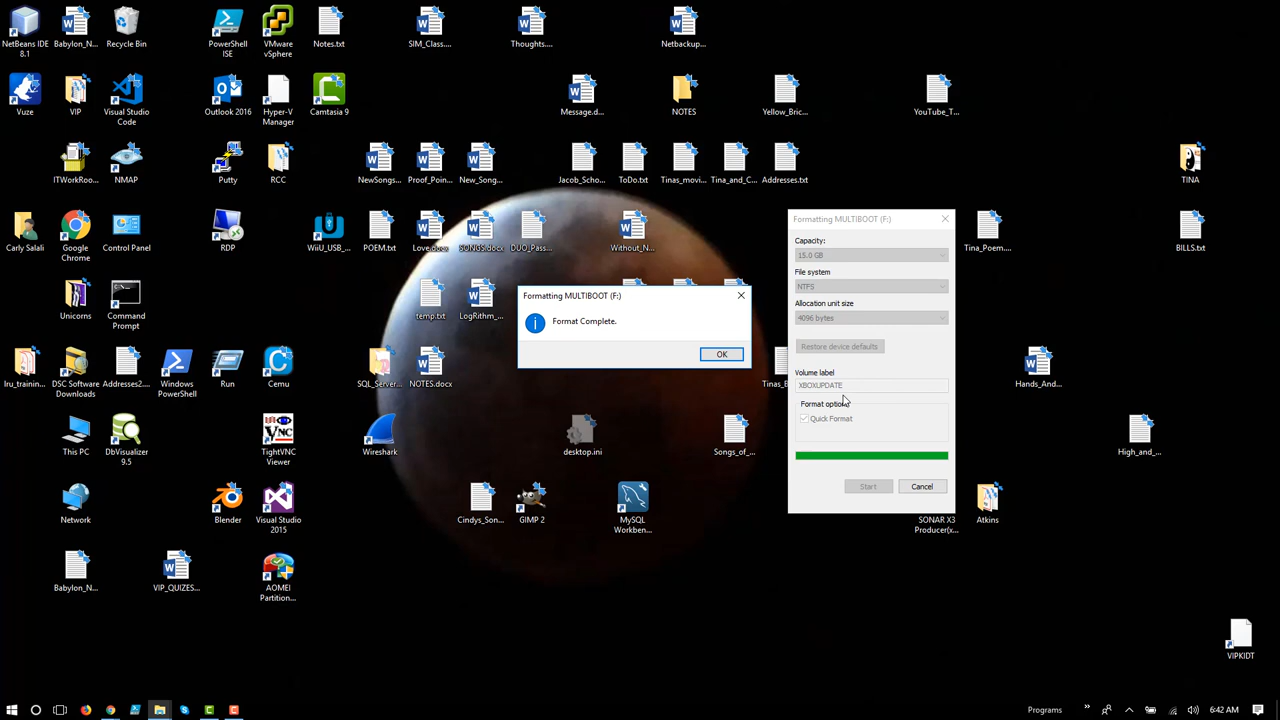 NetBeans IDE
8.1
Babylon_N...
Recycle Bin
PowerShell
ISE
VMware
vSphere
Notes.txt
SIM_Class....
Thoughts....
Netbackup...
Vuze
VIP
Visual Studio
Code
Outlook 2016
Hyper-V
Manager
Camtasia 9
Message.d...
NOTES
Yellow_Bric...
YouTube_T...
ITWorkRoo...
NMAP
Putty
RCC
NewSongs...
Proof_Poin...
New_Song...
Jacob_Scho...
ToDo.txt
Tinas_movi...
Tina_and_C...
Addresses.txt
TINA
Carly Salali
Google
Chrome
Control Panel
RDP
WiiU_USB_...
POEM.txt
Love.docx
SONGS.docx
DUO_Pass...
Without_N...
Tina_Poem....
BILLS.txt
Unicorns
Command
Prompt
temp.txt
LogRithm_...
lru_training...
DSC Software
Downloads
Addresses2...
Windows
PowerShell
Run
Cemu
SQL_Server...
NOTES.docx
Tinas_B
Hands_And...
This PC
DbVisualizer
9.5
TightVNC
Viewer
Wireshark
desktop.ini
Songs_of_...
High_and_...
Network
Blender
Visual Studio
2015
Cindys_Son...
GIMP 2
MySQL
Workben...
SONAR X3
Producer(x...
Atkins
Babylon_N...
VIP_QUIZES...
AOMEI
Partition...
VIPKIDT
Formatting MULTIBOOT (F:)
Format Complete.
OK
Formatting MULTIBOOT (F:)
Capacity:
15.0 GB
File system
NTFS
Allocation unit size
4096 bytes
Restore device defaults
Volume label
XBOXUPDATE
Format options
Quick Format
Start
Cancel
Programs
6:42 AM